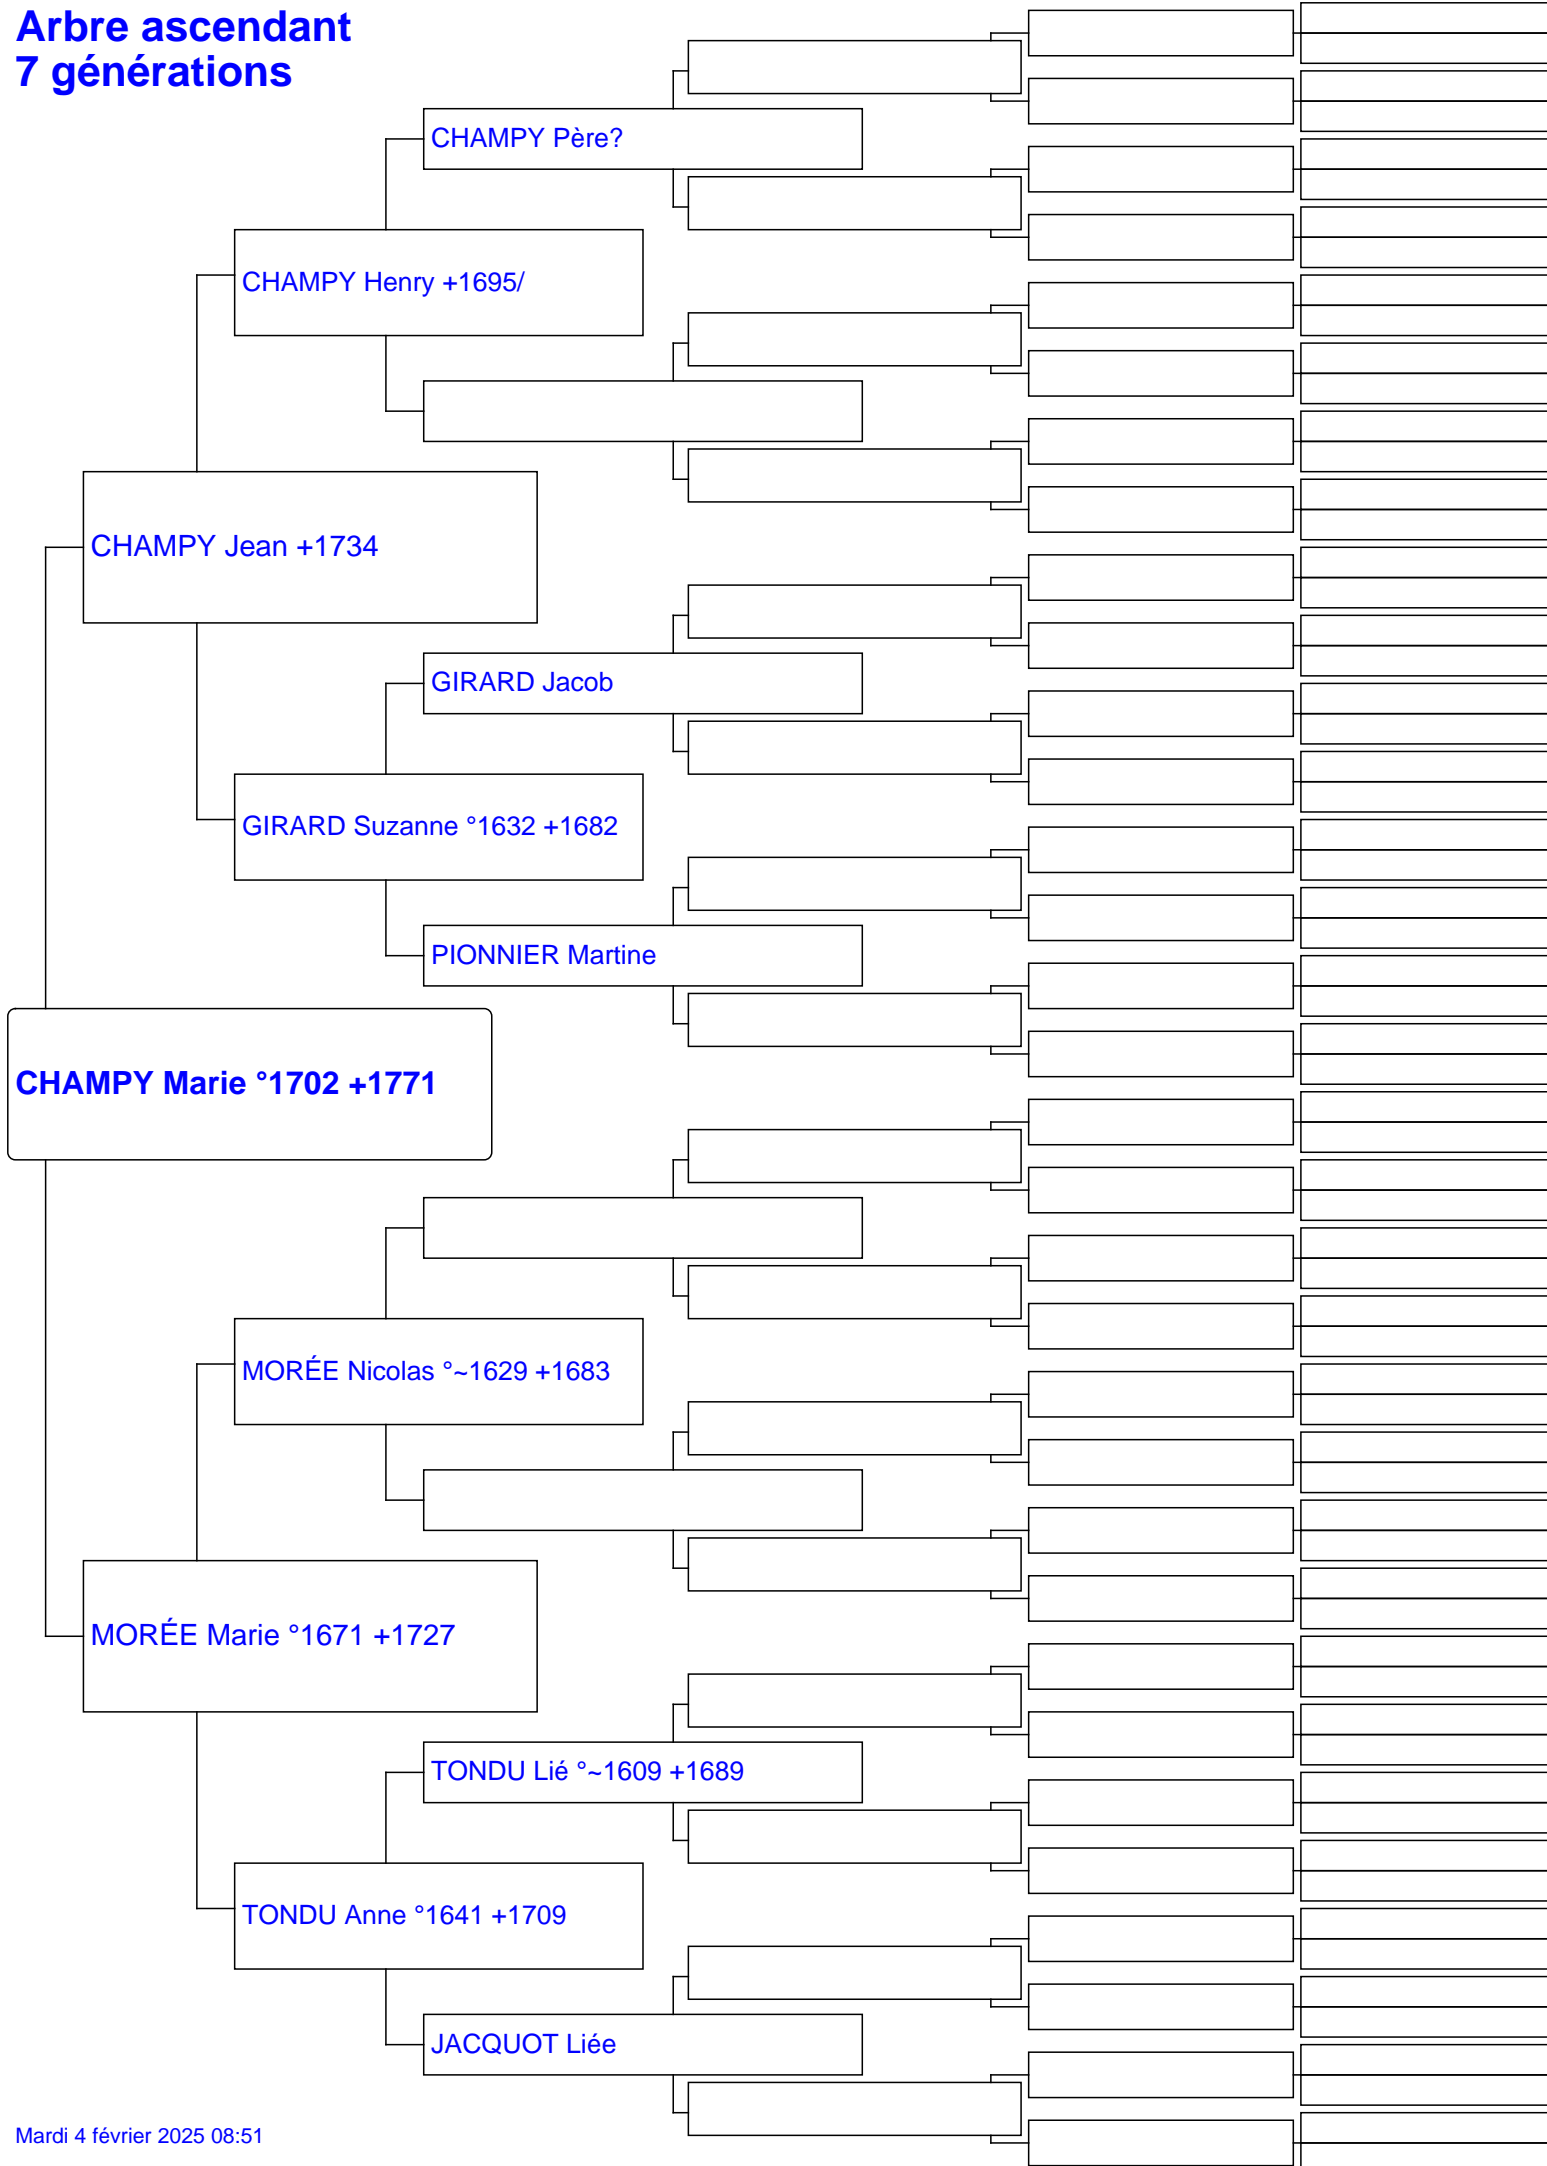 Arbre ascendant
7 générations
CHAMPY Père?
CHAMPY Henry +1695/
CHAMPY Jean +1734
GIRARD Jacob
GIRARD Suzanne °1632 +1682
PIONNIER Martine
CHAMPY Marie °1702 +1771
MORÉE Nicolas °~1629 +1683
MORÉE Marie °1671 +1727
TONDU Lié °~1609 +1689
TONDU Anne °1641 +1709
JACQUOT Liée
Mardi 4 février 2025 08:51